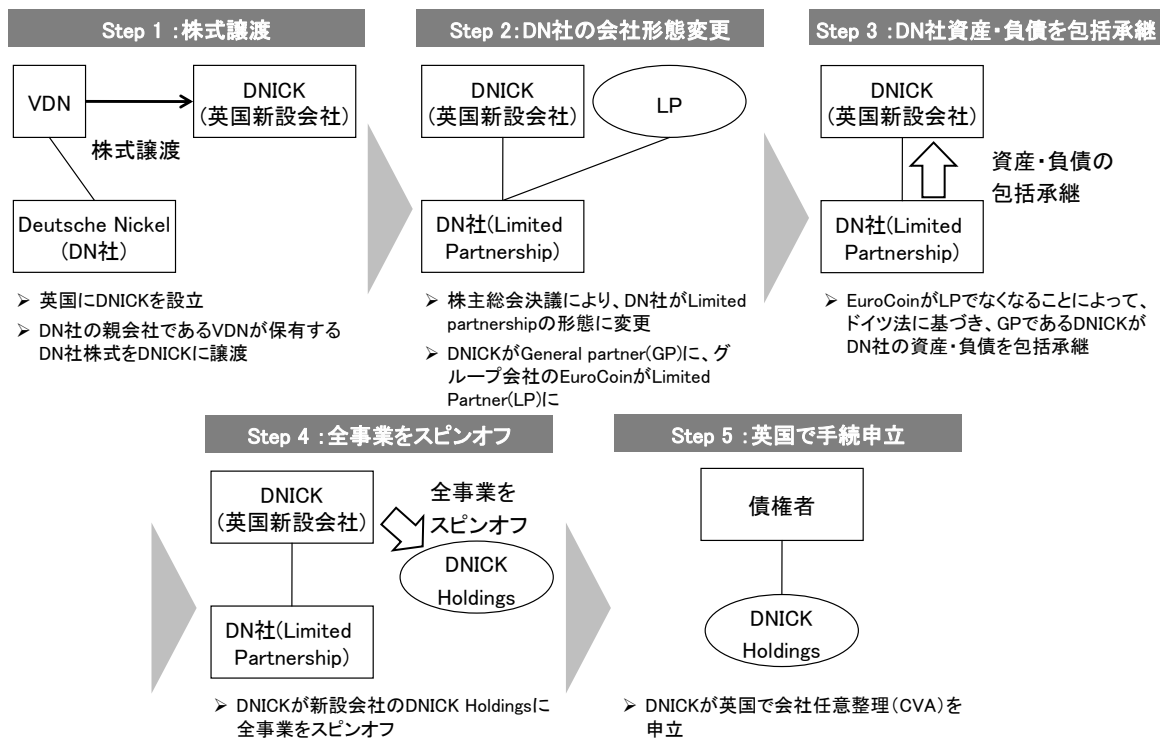 Step 1 :株式譲渡
VDN
DNICK
(英国新設会社)
株式譲渡
Deutsche Nickel
(DN社)
➢ 英国にDNICKを設立
➢ DN社の親会社であるVDNが保有する
DN社株式をDNICKに譲渡
Step 2:DN社の会社形態変更
DNICK
(英国新設会社)
LP
DN社(Limited
Partnership)
➢ 株主総会決議により、DN社がLimited
partnershipの形態に変更
➢ DNICKがGeneral partner(GP)に、グ
ループ会社のEuroCoinがLimited
Partner(LP)に
Step 3 :DN社資産・負債を包括承継
DNICK
(英国新設会社)
資産・負債の
包括承継
DN社(Limited
Partnership)
➢ EuroCoinがLPでなくなることによって、
ドイツ法に基づき、GPであるDNICKが
DN社の資産・負債を包括承継
Step 4 :全事業をスピンオフ
DNICK
(英国新設会社)
全事業を
スピンオフ
DNICK
Holdings
DN社(Limited
Partnership)
➢ DNICKが新設会社のDNICK Holdingsに
全事業をスピンオフ
Step 5 :英国で手続申立
債権者
DNICK
Holdings
➢ DNICKが英国で会社任意整理(CVA)を
申立